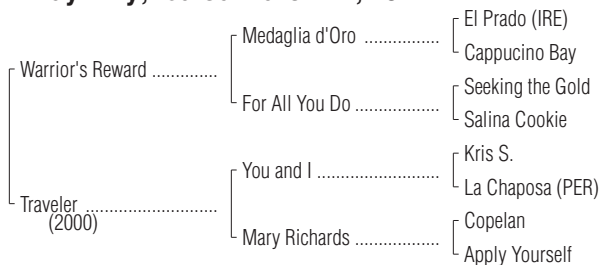 El Prado (IRE)
Medaglia d'Oro ................
Cappucino Bay
Warrior's Reward ..............
Seeking the Gold
For All You Do ..................
Salina Cookie
Kris S.
You and I ..........................
La Chaposa (PER)
Traveler ............................
(2000)
Copelan
Mary Richards ..................
Apply Yourself